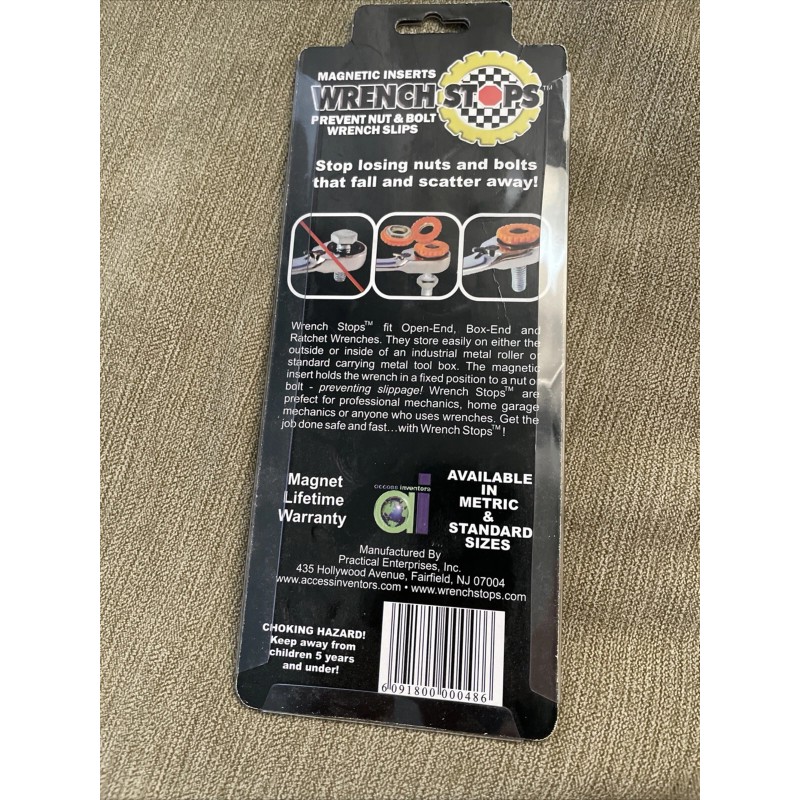 MAGNETIC INSERTS
WRENCH STOPS™
PREVENT NUT & BOLT
WRENCH SLIPS
Stop losing nuts and bolts
that fall and scatter away!
Wrench Stops™ fit Open-End, Box-End and
Ratchet Wrenches. They store easily on either the
outside or inside of an industrial metal roller or
standard carrying metal tool box. The magnetic
insert holds the wrench in a fixed position to a nut or
bolt - preventing slippage! Wrench Stops™ are
prefect for professional mechanics, home garage
mechanics or anyone who uses wrenches. Get the
job done safe and fast...with Wrench Stops™!
Magnet
Lifetime
Warranty
access inventors
ai
AVAILABLE
IN
METRIC
&
STANDARD
SIZES
Manufactured By
Practical Enterprises, Inc.
435 Hollywood Avenue, Fairfield, NJ 07004
www.accessinventors.com • www.wrenchstops.com
CHOKING HAZARD!
Keep away from
children 5 years
and under!
6 091800 000486